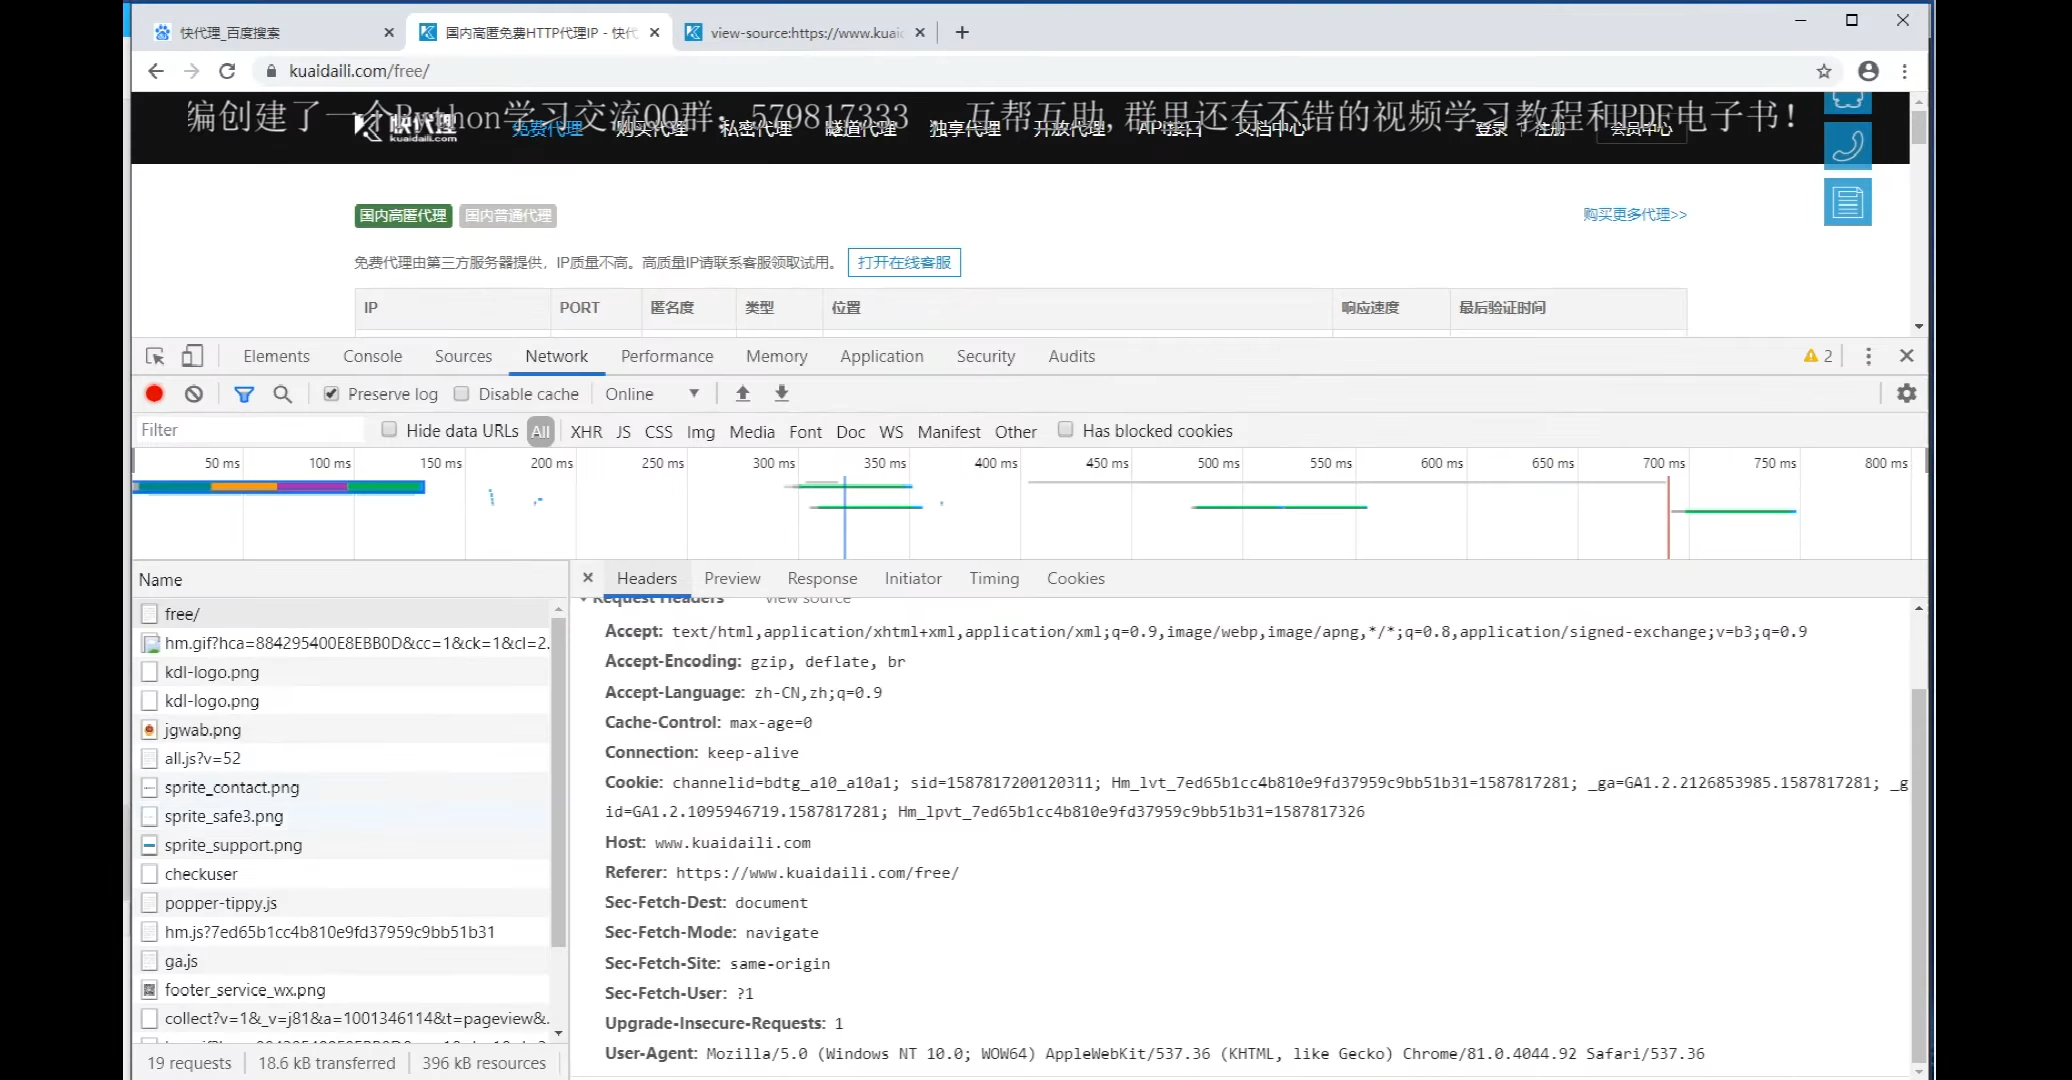 快代理_百度搜索
国内高匿免费HTTP代理IP - 快代
view-source:https://www.kuai
kuaidaili.com/free/
编创建了一个Python学习交流QQ群：579817333 互帮互助,群里还有不错的视频学习教程和PDF电子书！
快代理 kuaidaili.com 免费代理 购买代理 私密代理 隧道代理 独享代理 开放代理 API接口 文档中心 登录 注册 会员中心
国内高匿代理 国内普通代理 购买更多代理>>
免费代理由第三方服务器提供，IP质量不高。高质量IP请联系客服领取试用。 打开在线客服
IP PORT 匿名度 类型 位置 响应速度 最后验证时间
Elements Console Sources Network Performance Memory Application Security Audits 2
Preserve log Disable cache Online
Filter Hide data URLs All XHR JS CSS Img Media Font Doc WS Manifest Other Has blocked cookies
50 ms 100 ms 150 ms 200 ms 250 ms 300 ms 350 ms 400 ms 450 ms 500 ms 550 ms 600 ms 650 ms 700 ms 750 ms 800 ms
Name
free/
hm.gif?hca=884295400E8EBB0D&cc=1&ck=1&cl=2.
kdl-logo.png
kdl-logo.png
jgwab.png
all.js?v=52
sprite_contact.png
sprite_safe3.png
sprite_support.png
checkuser
popper-tippy.js
hm.js?7ed65b1cc4b810e9fd37959c9bb51b31
ga.js
footer_service_wx.png
collect?v=1&_v=j81&a=1001346114&t=pageview&.
19 requests 18.6 kB transferred 396 kB resources
Headers Preview Response Initiator Timing Cookies
Request Headers view source
Accept: text/html,application/xhtml+xml,application/xml;q=0.9,image/webp,image/apng,*/*;q=0.8,application/signed-exchange;v=b3;q=0.9
Accept-Encoding: gzip, deflate, br
Accept-Language: zh-CN,zh;q=0.9
Cache-Control: max-age=0
Connection: keep-alive
Cookie: channelid=bdtg_a10_a10a1; sid=1587817200120311; Hm_lvt_7ed65b1cc4b810e9fd37959c9bb51b31=1587817281; _ga=GA1.2.2126853985.1587817281; _g
id=GA1.2.1095946719.1587817281; Hm_lpvt_7ed65b1cc4b810e9fd37959c9bb51b31=1587817326
Host: www.kuaidaili.com
Referer: https://www.kuaidaili.com/free/
Sec-Fetch-Dest: document
Sec-Fetch-Mode: navigate
Sec-Fetch-Site: same-origin
Sec-Fetch-User: ?1
Upgrade-Insecure-Requests: 1
User-Agent: Mozilla/5.0 (Windows NT 10.0; WOW64) AppleWebKit/537.36 (KHTML, like Gecko) Chrome/81.0.4044.92 Safari/537.36